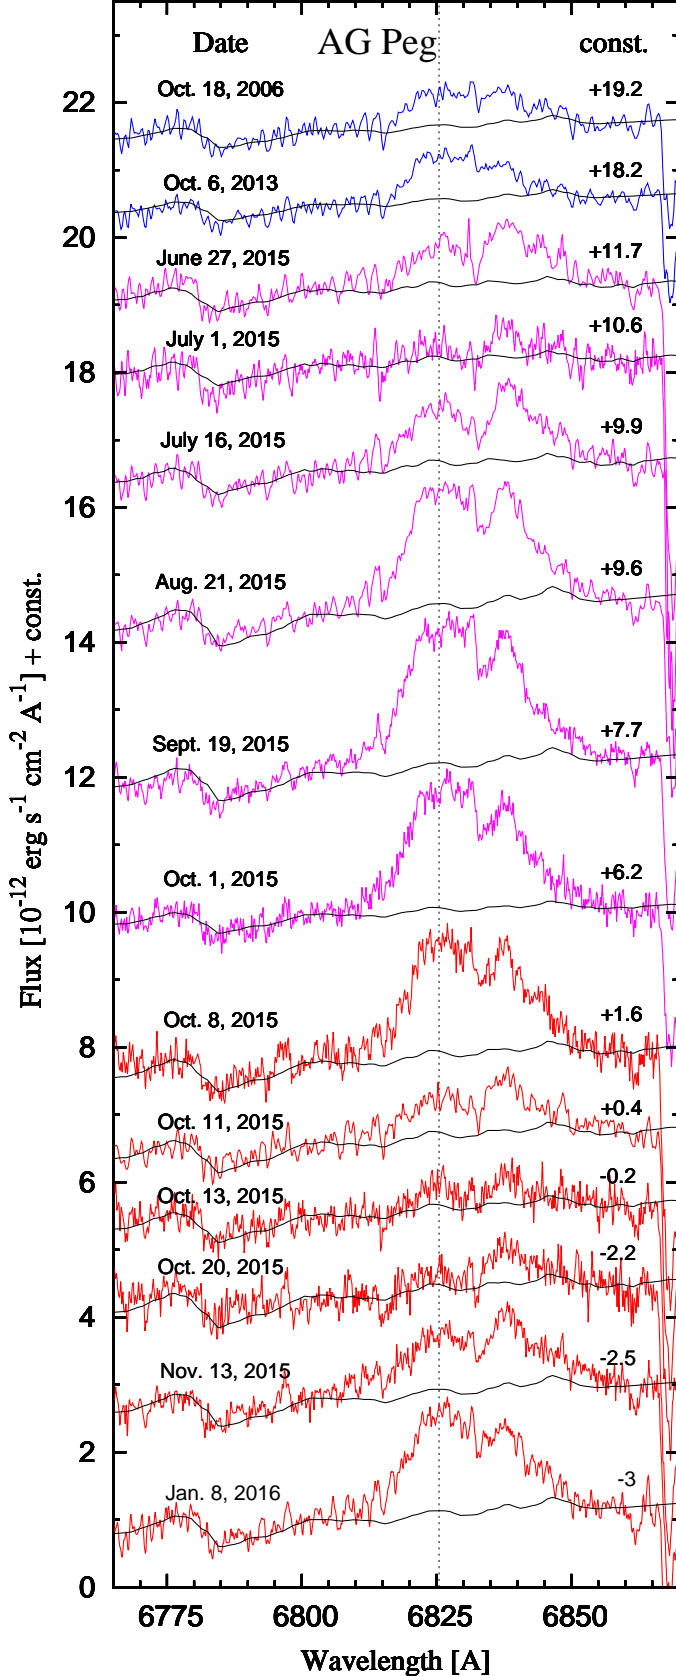 Date AG Peg const.
Oct. 18, 2006 +19.2
22
Oct. 6, 2013 +18.2
20
June 27, 2015 +11.7
July 1, 2015 +10.6
18
July 16, 2015 +9.9
16
Aug. 21, 2015 +9.6
14
Sept. 19, 2015 +7.7
12
Oct. 1, 2015 +6.2
10
Oct. 8, 2015 +1.6
8
Oct. 11, 2015 +0.4
6
Oct. 13, 2015 -0.2
Oct. 20, 2015 -2.2
4
Nov. 13, 2015 -2.5
2
Jan. 8, 2016 -3
0
6775 6800 6825 6850
Wavelength [A]
Flux [10⁻¹² erg s⁻¹ cm⁻² A⁻¹] + const.